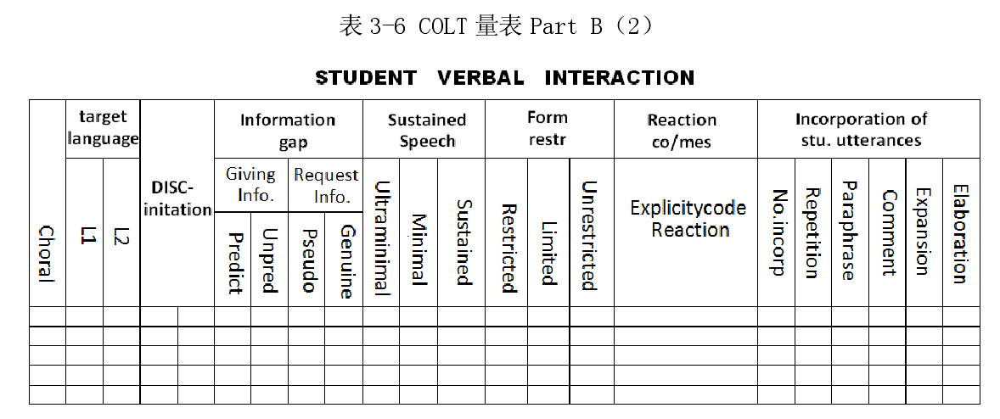 表 3-6 COLT 量表 Part B（2）
STUDENT VERBAL INTERACTION
Choral
target
language
L1
L2
DISC-
initation
Information
gap
Giving
Info.
Request
Info.
Predict
Unpred
Pseudo
Genuine
Sustained
Speech
Ultraminimal
Minimal
Sustained
Form
restr
Restricted
Limited
Unrestricted
Reaction
co/mes
Explicitycode
Reaction
Incorporation of
stu. utterances
No.incorp
Repetition
Paraphrase
Comment
Expansion
Elaboration